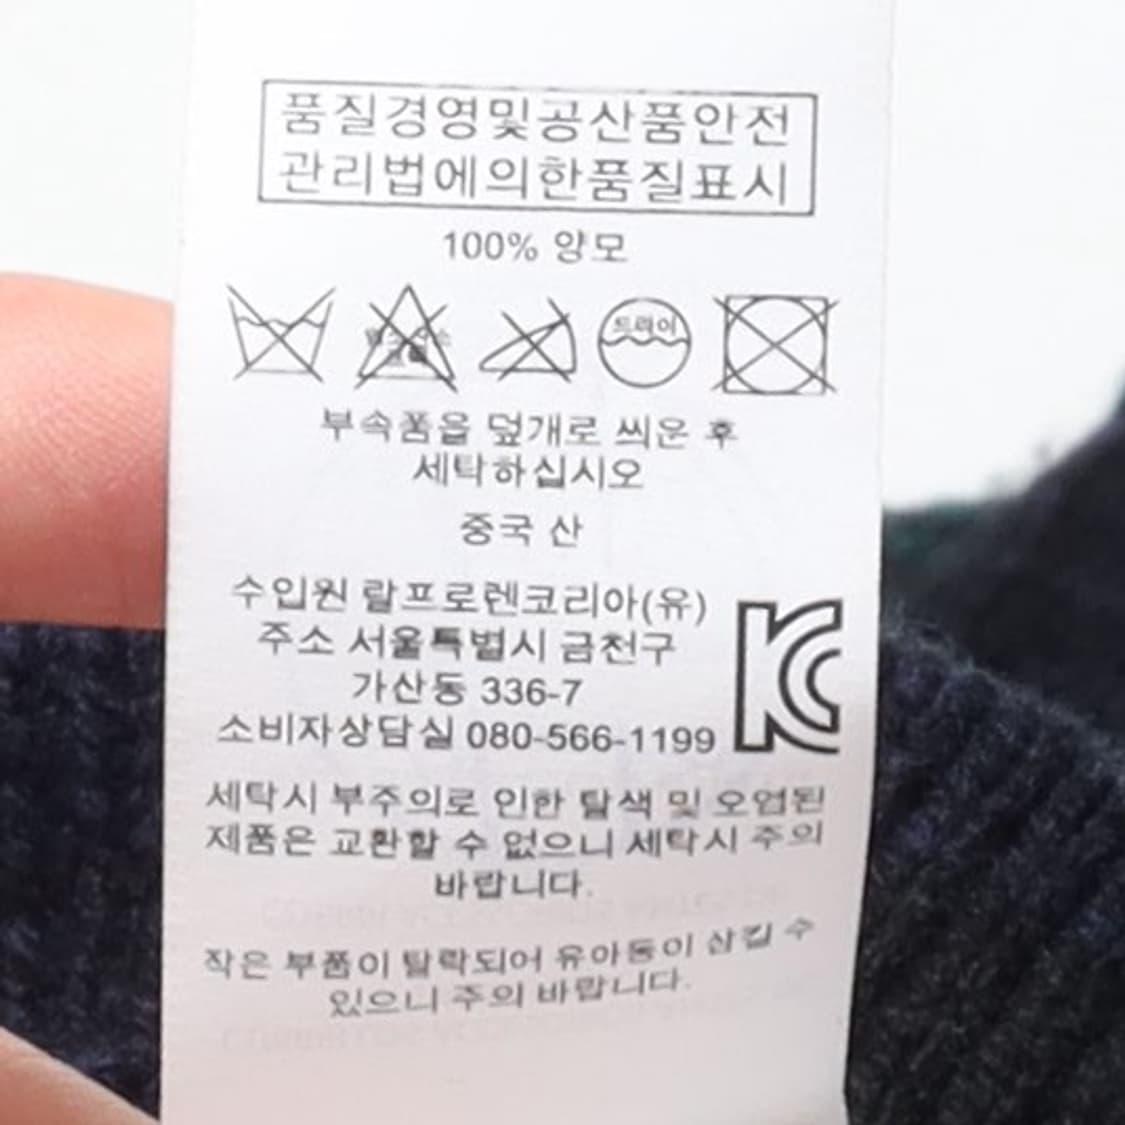 품질경영및공산품안전
관리법에의한품질표시
100% 양모
드라이
부속품을 덮개로 씌운 후
세탁하십시오
중국 산
수입원 랄프로렌코리아(유)
주소 서울특별시 금천구
가산동 336-7
소비자상담실 080-566-1199
세탁시 부주의로 인한 탈색 및 오염된
제품은 교환할 수 없으니 세탁시 주의
바랍니다.
작은 부품이 탈락되어 유아동이 삼킬 수
있으니 주의 바랍니다.